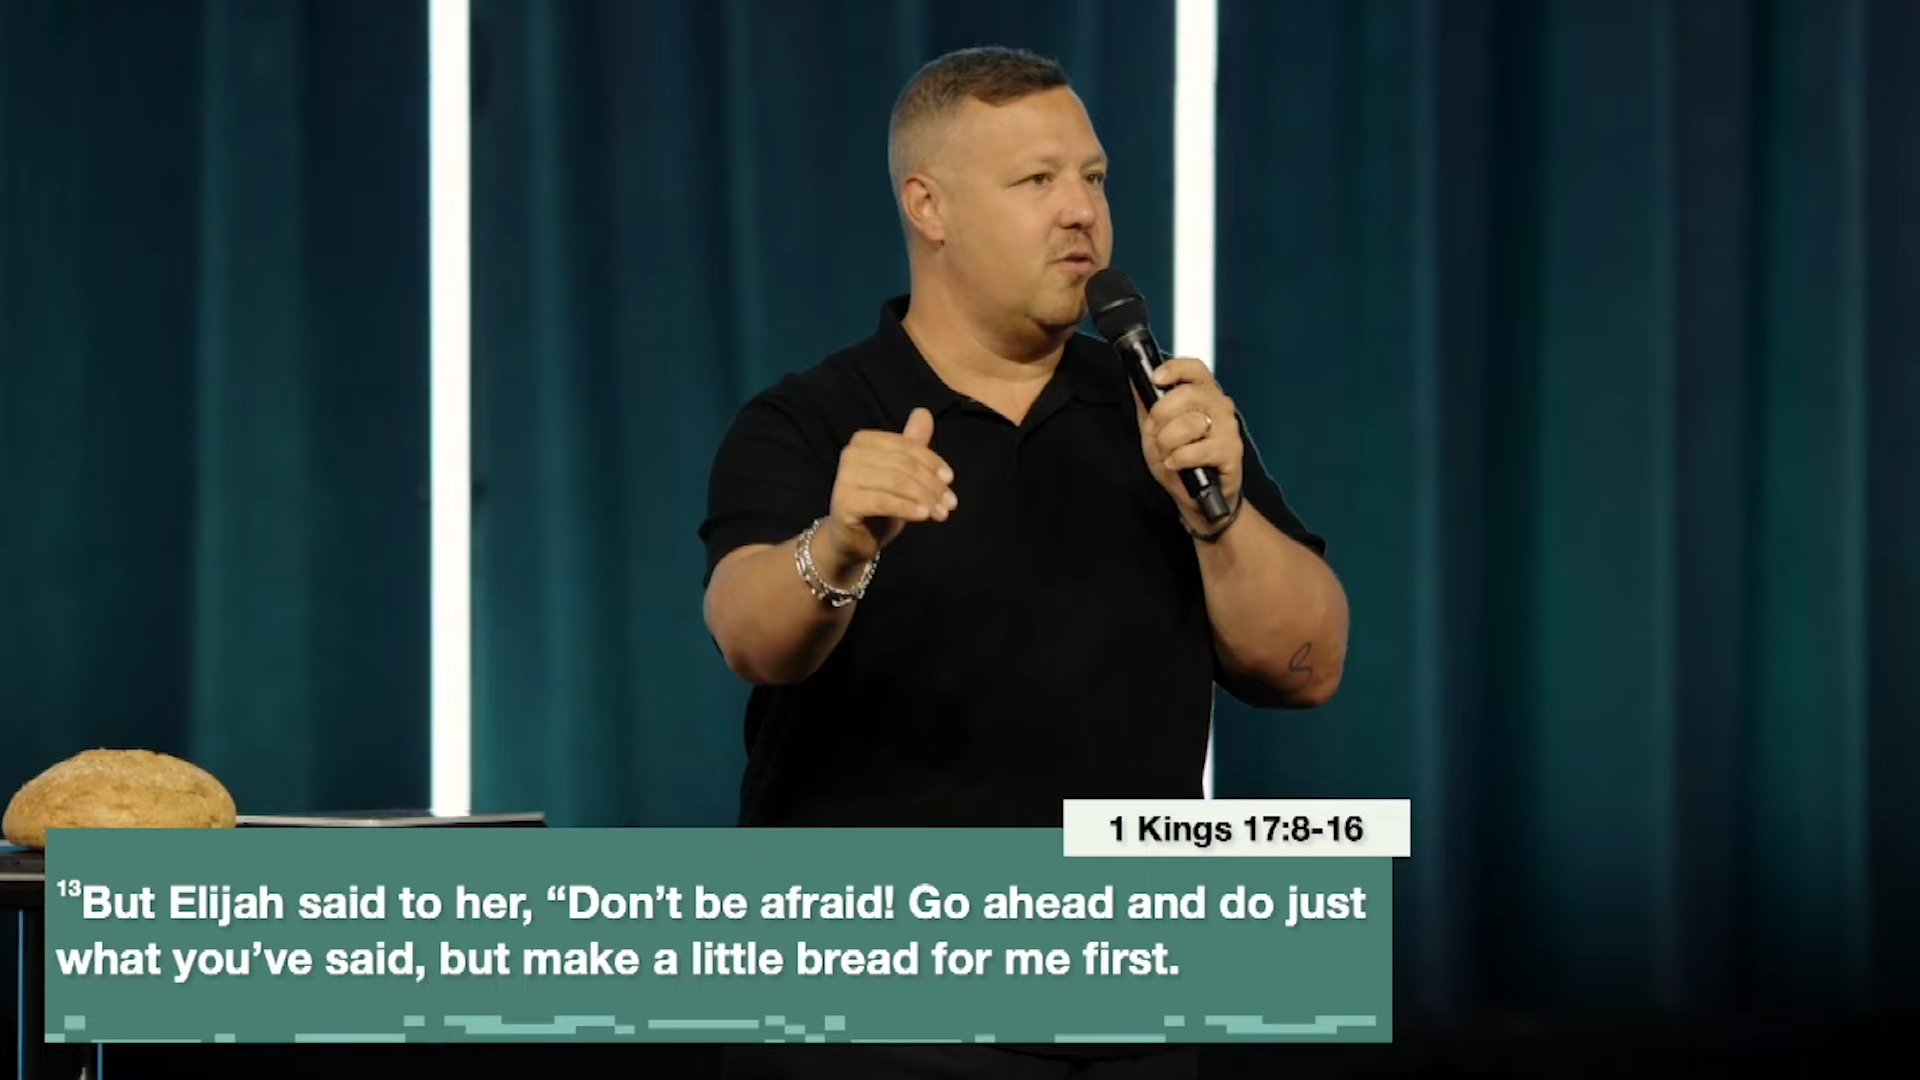 1 Kings 17:8-16
¹³But Elijah said to her, “Don’t be afraid! Go ahead and do just
what you’ve said, but make a little bread for me first.